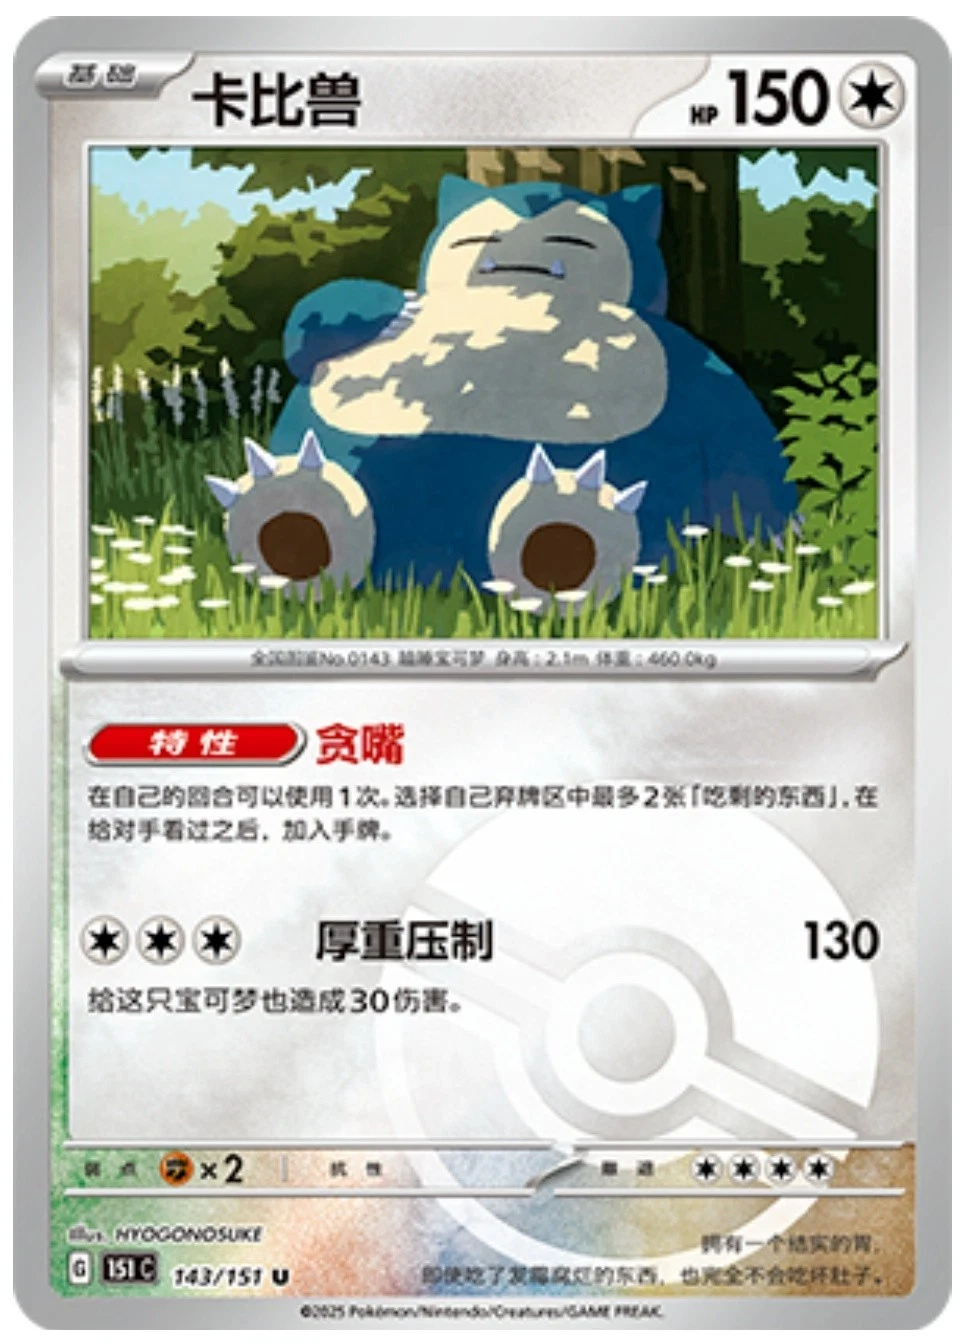 基础
卡比兽
HP 150
全国图鉴No.0143 瞌睡宝可梦 身高：2.1m 体重：460.0kg
特性 贪嘴
在自己的回合可以使用1次。选择自己弃牌区中最多2张「吃剩的东西」，在
给对手看过之后，加入手牌。
厚重压制 130
给这只宝可梦也造成30伤害。
弱点 ×2 抗性 撤退
Illus. HYOGONOSUKE
G 151 C 143/151 U
拥有一个结实的胃，
即使吃了发霉腐烂的东西，也完全不会吃坏肚子。
©2025 Pokémon/Nintendo/Creatures/GAME FREAK.